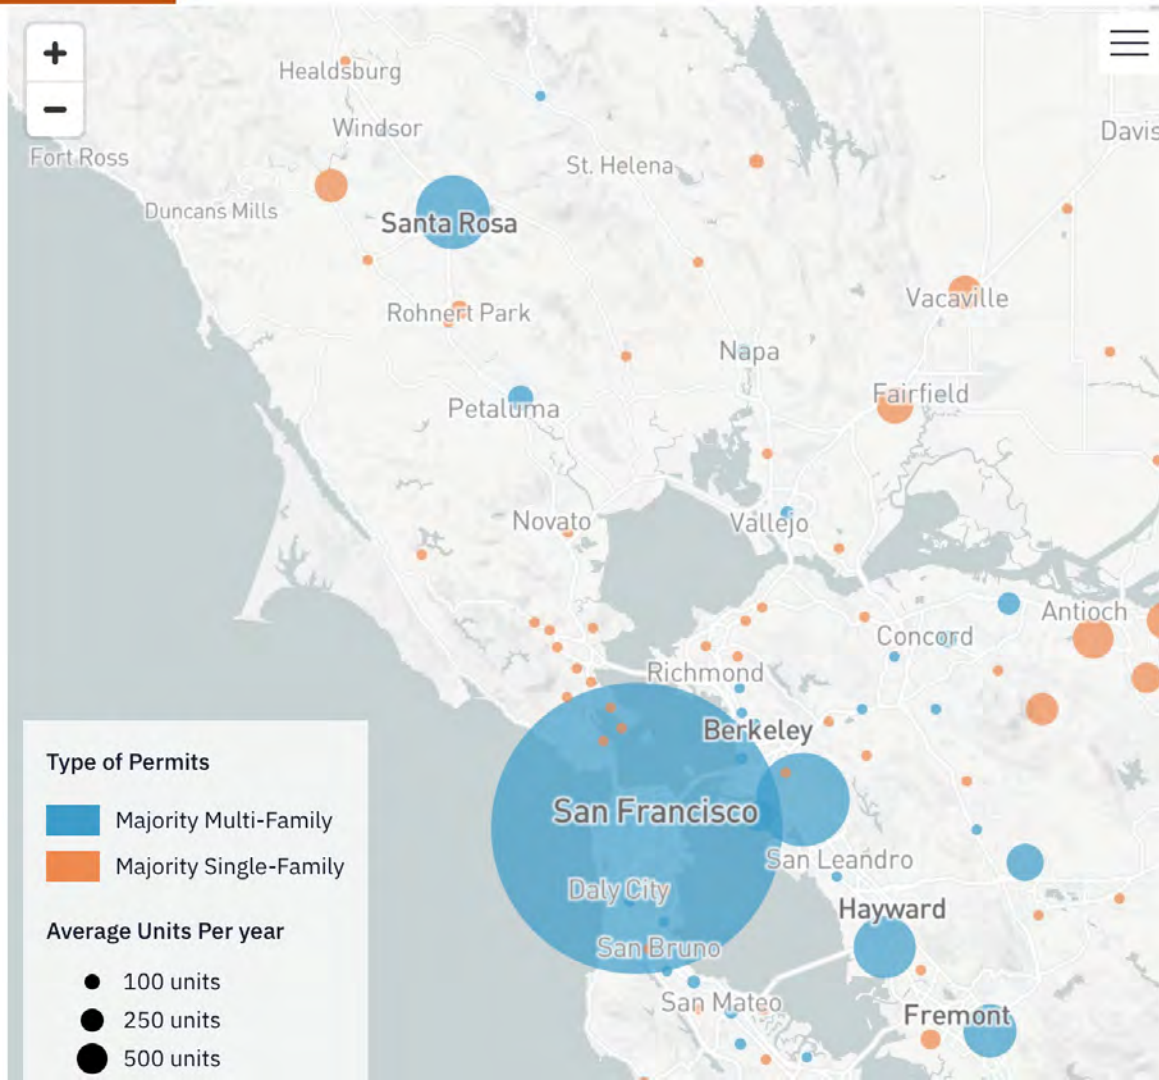 +
−
Healdsburg
Windsor
Davis
Fort Ross
St. Helena
Duncans Mills
Santa Rosa
Vacaville
Rohnert Park
Napa
Fairfield
Petaluma
Novato
Vallejo
Antioch
Concord
Richmond
Berkeley
San Francisco
San Leandro
Daly City
Hayward
San Bruno
San Mateo
Fremont
Type of Permits
Majority Multi-Family
Majority Single-Family
Average Units Per year
100 units
250 units
500 units